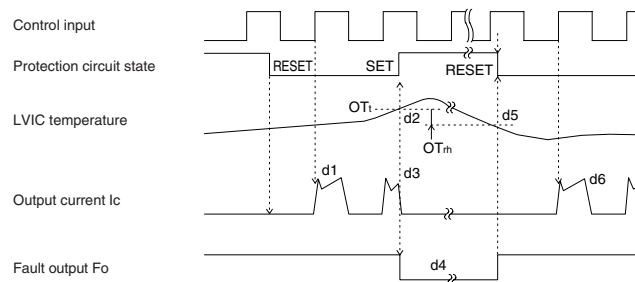 Control input
Protection circuit state
RESET
SET
RESET
LVIC temperature
OTt
d2
d5
OTrh
Output current Ic
d1
d3
d6
Fault output Fo
d4